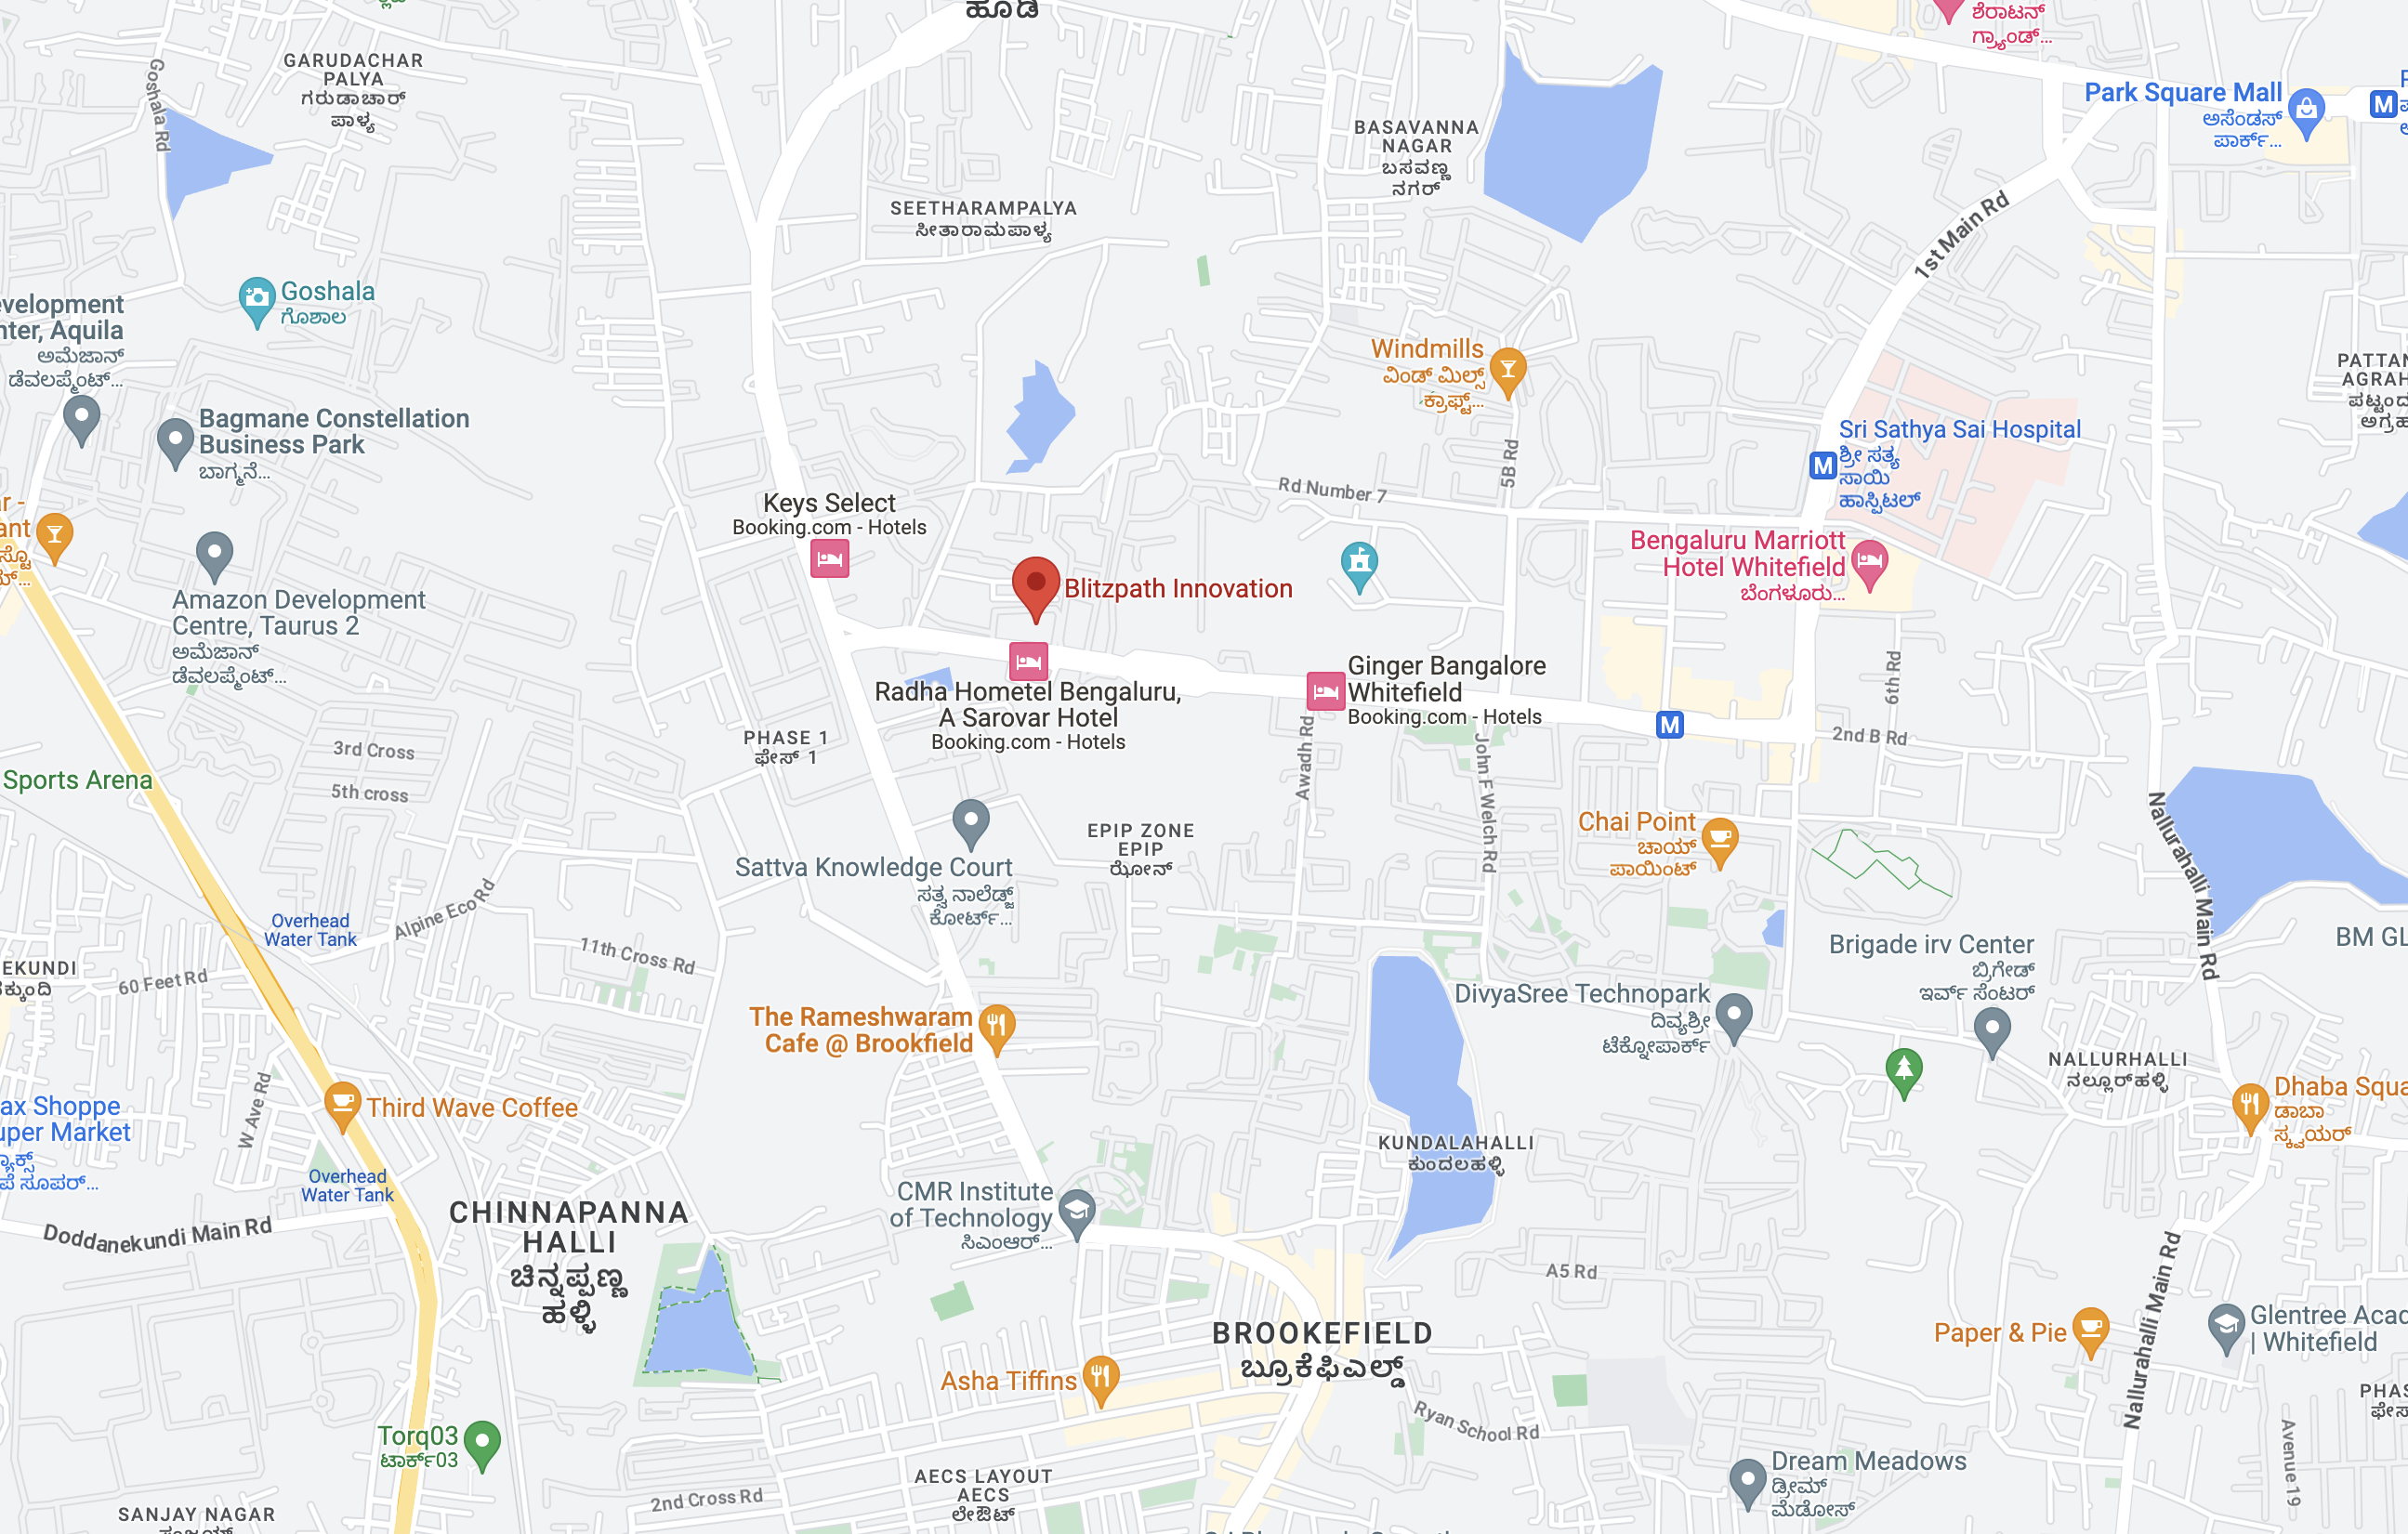 ಹೂಡಿ
ಶೆರಾಟನ್
ಗ್ರ್ಯಾಂಡ್...
GARUDACHAR
PALYA
ಗರುಡಾಚಾರ್
ಪಾಳ್ಯ
Goshala Rd
Park Square Mall
ಅಸೆಂಡಸ್
ಪಾರ್ಕ್...
M
BASAVANNA
NAGAR
ಬಸವಣ್ಣ
ನಗರ್
SEETHARAMPALYA
ಸೀತಾರಾಮಪಾಳ್ಯ
1st Main Rd
Goshala
ಗೊಶಾಲ
evelopment
nter, Aquila
ಅಮೆಜಾನ್
ಡೆವಲಪ್ಮೆಂಟ್...
Windmills
ವಿಂಡ್ ಮಿಲ್ಸ್
ಕ್ರಾಫ್ಟ್...
PATTAN
AGRAH
ಪಟ್ಟಂದ
ಅಗ್ರಹ
Bagmane Constellation
Business Park
ಬಾಗ್ಮನೆ...
5B Rd
Sri Sathya Sai Hospital
M
ಶ್ರೀ ಸತ್ಯ
ಸಾಯಿ
ಹಾಸ್ಪಿಟಲ್
Rd Number 7
Keys Select
Booking.com - Hotels
ar -
ant
Bengaluru Marriott
Hotel Whitefield
ಬೆಂಗಳೂರು...
Blitzpath Innovation
Amazon Development
Centre, Taurus 2
ಅಮೆಜಾನ್
ಡೆವಲಪ್ಮೆಂಟ್...
Ginger Bangalore
Whitefield
Booking.com - Hotels
Radha Hometel Bengaluru,
A Sarovar Hotel
Booking.com - Hotels
6th Rd
M
2nd B Rd
PHASE 1
ಫೇಸ್ 1
3rd Cross
5th cross
Sports Arena
Awadh Rd
John F Welch Rd
Nallurahalli Main Rd
Chai Point
ಚಾಯ್
ಪಾಯಿಂಟ್
EPIP ZONE
EPIP
ಝೋನ್
Sattva Knowledge Court
ಸತ್ವ ನಾಲೆಡ್ಜ್
ಕೋರ್ಟ್...
Alpine Eco Rd
Overhead
Water Tank
11th Cross Rd
EKUNDI
ಕ್ಕುಂದಿ
60 Feet Rd
Brigade irv Center
ಬ್ರಿಗೇಡ್
ಇರ್ವ್ ಸೆಂಟರ್
BM GL
DivyaSree Technopark
ದಿವ್ಯಶ್ರೀ
ಟೆಕ್ನೋಪಾರ್ಕ್
The Rameshwaram
Cafe @ Brookfield
NALLURHALLI
ನಲ್ಲೂರ್‌ಹಳ್ಳಿ
W Ave Rd
Third Wave Coffee
ax Shoppe
uper Market
ಪೆ ಸೂಪರ್...
Dhaba Squa
ಡಾಬಾ
ಸ್ಕ್ವಯರ್
KUNDALAHALLI
ಕುಂದಲಹಳ್ಳಿ
Overhead
Water Tank
CMR Institute
of Technology
ಸಿಎಂಆರ್...
Doddanekundi Main Rd
CHINNAPANNA
HALLI
ಚಿನ್ನಪ್ಪಣ್ಣ
ಹಳ್ಳಿ
A5 Rd
Nallurahalli Main Rd
BROOKEFIELD
ಬ್ರೂಕೆಫಿಎಲ್ಡ್
Paper & Pie
Glentree Acad
| Whitefield
Asha Tiffins
PHAS
ಫೇಸ
Ryan School Rd
Torq03
ಟಾರ್ಕ್03
Avenue 19
AECS LAYOUT
AECS
ಲೇಔಟ್
Dream Meadows
ಡ್ರೀಮ್
ಮೆಡೋಸ್
2nd Cross Rd
SANJAY NAGAR